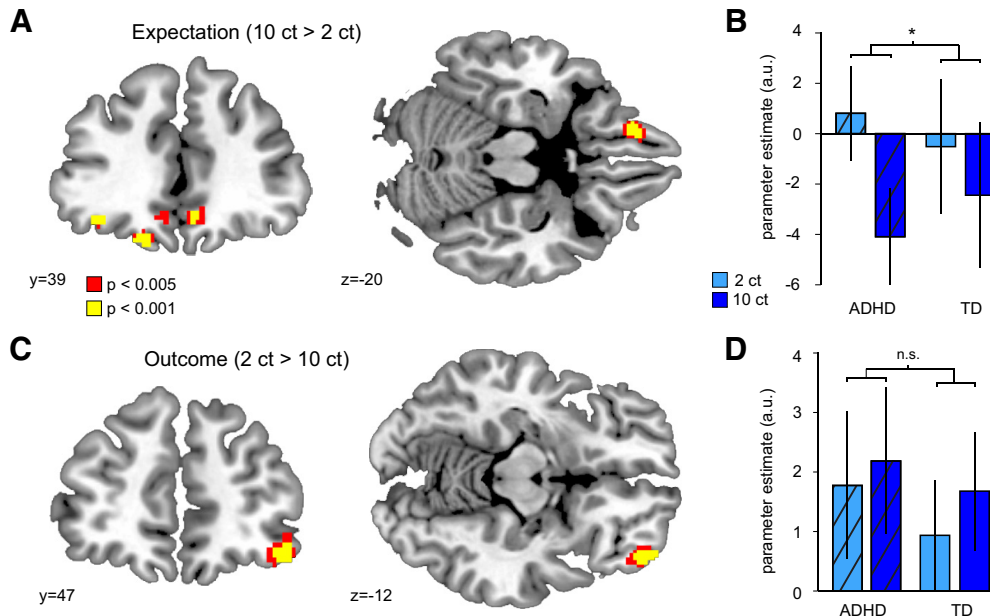 A
Expectation (10 ct > 2 ct)
y=39
p < 0.005
p < 0.001
z=-20
B
parameter estimate (a.u.)
4
2
0
-2
-4
-6
*
2 ct
10 ct
ADHD
TD
C
Outcome (2 ct > 10 ct)
y=47
z=-12
D
parameter estimate (a.u.)
4
3
2
1
0
n.s.
ADHD
TD